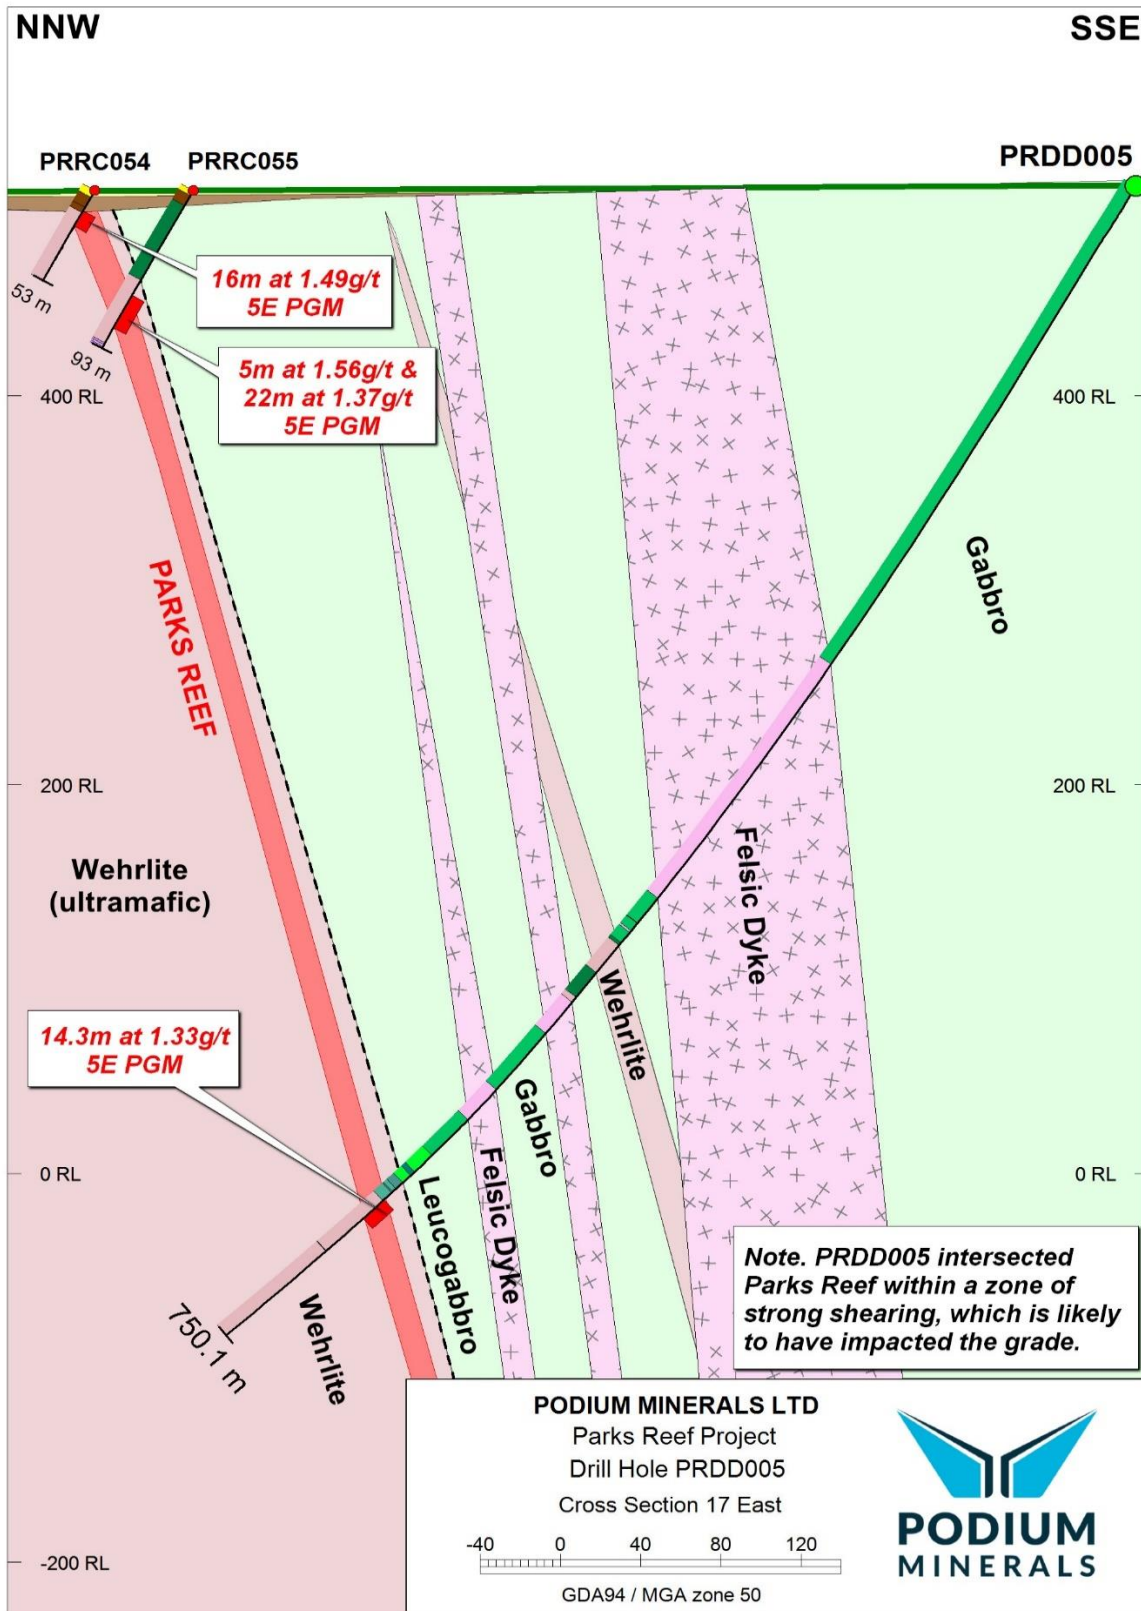 NNW
SSE
PRRC054
PRRC055
PRDD005
16m at 1.49g/t
5E PGM
53 m
93 m
5m at 1.56g/t &
22m at 1.37g/t
5E PGM
400 RL
400 RL
Gabbro
PARKS REEF
200 RL
200 RL
Wehrlite
(ultramafic)
Felsic Dyke
Wehrlite
14.3m at 1.33g/t
5E PGM
Gabbro
Felsic Dyke
Leucogabbro
0 RL
0 RL
Wehrlite
750.1 m
Note. PRDD005 intersected
Parks Reef within a zone of
strong shearing, which is likely
to have impacted the grade.
PODIUM MINERALS LTD
Parks Reef Project
Drill Hole PRDD005
Cross Section 17 East
-40 0 40 80 120
GDA94 / MGA zone 50
PODIUM
MINERALS
-200 RL